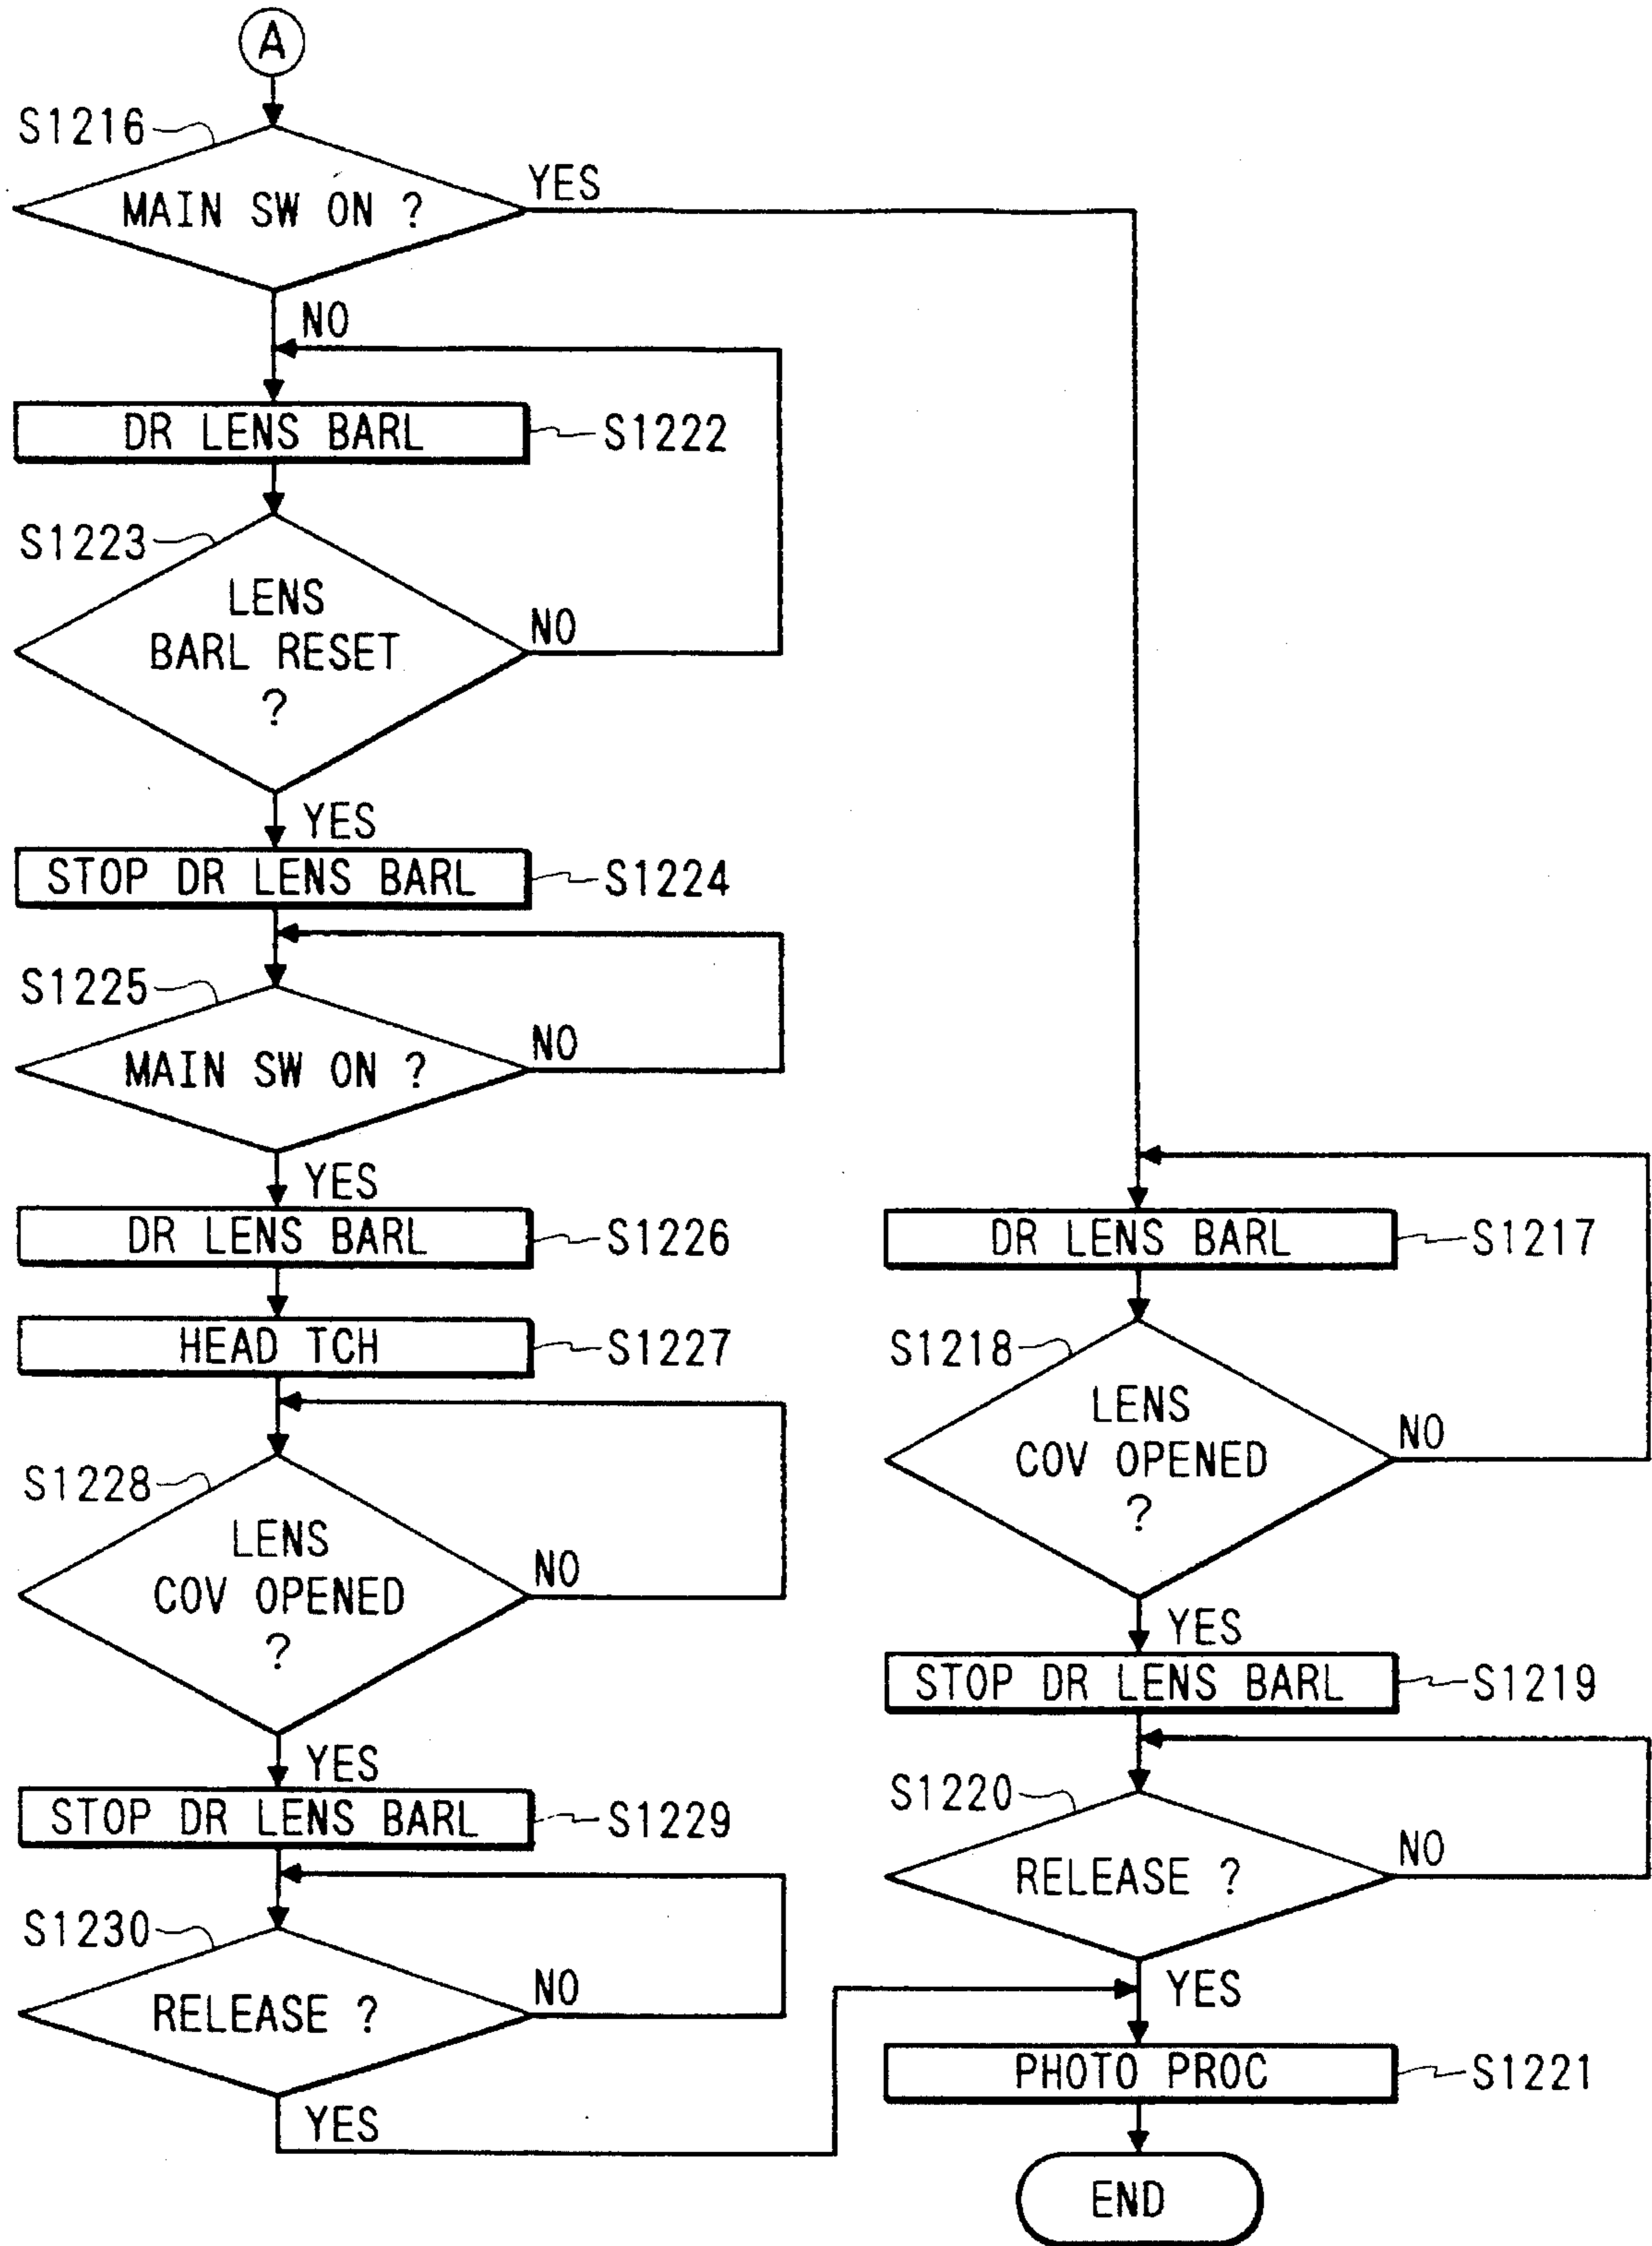 A
S1216
MAIN SW ON ?
YES
NO
DR LENS BARL
S1222
S1223
LENS
BARL RESET
?
NO
YES
STOP DR LENS BARL
S1224
S1225
MAIN SW ON ?
NO
YES
DR LENS BARL
S1226
HEAD TCH
S1227
S1228
LENS
COV OPENED
?
NO
YES
STOP DR LENS BARL
S1229
S1230
RELEASE ?
NO
YES
DR LENS BARL
S1217
S1218
LENS
COV OPENED
?
NO
YES
STOP DR LENS BARL
S1219
S1220
RELEASE ?
NO
YES
PHOTO PROC
S1221
END